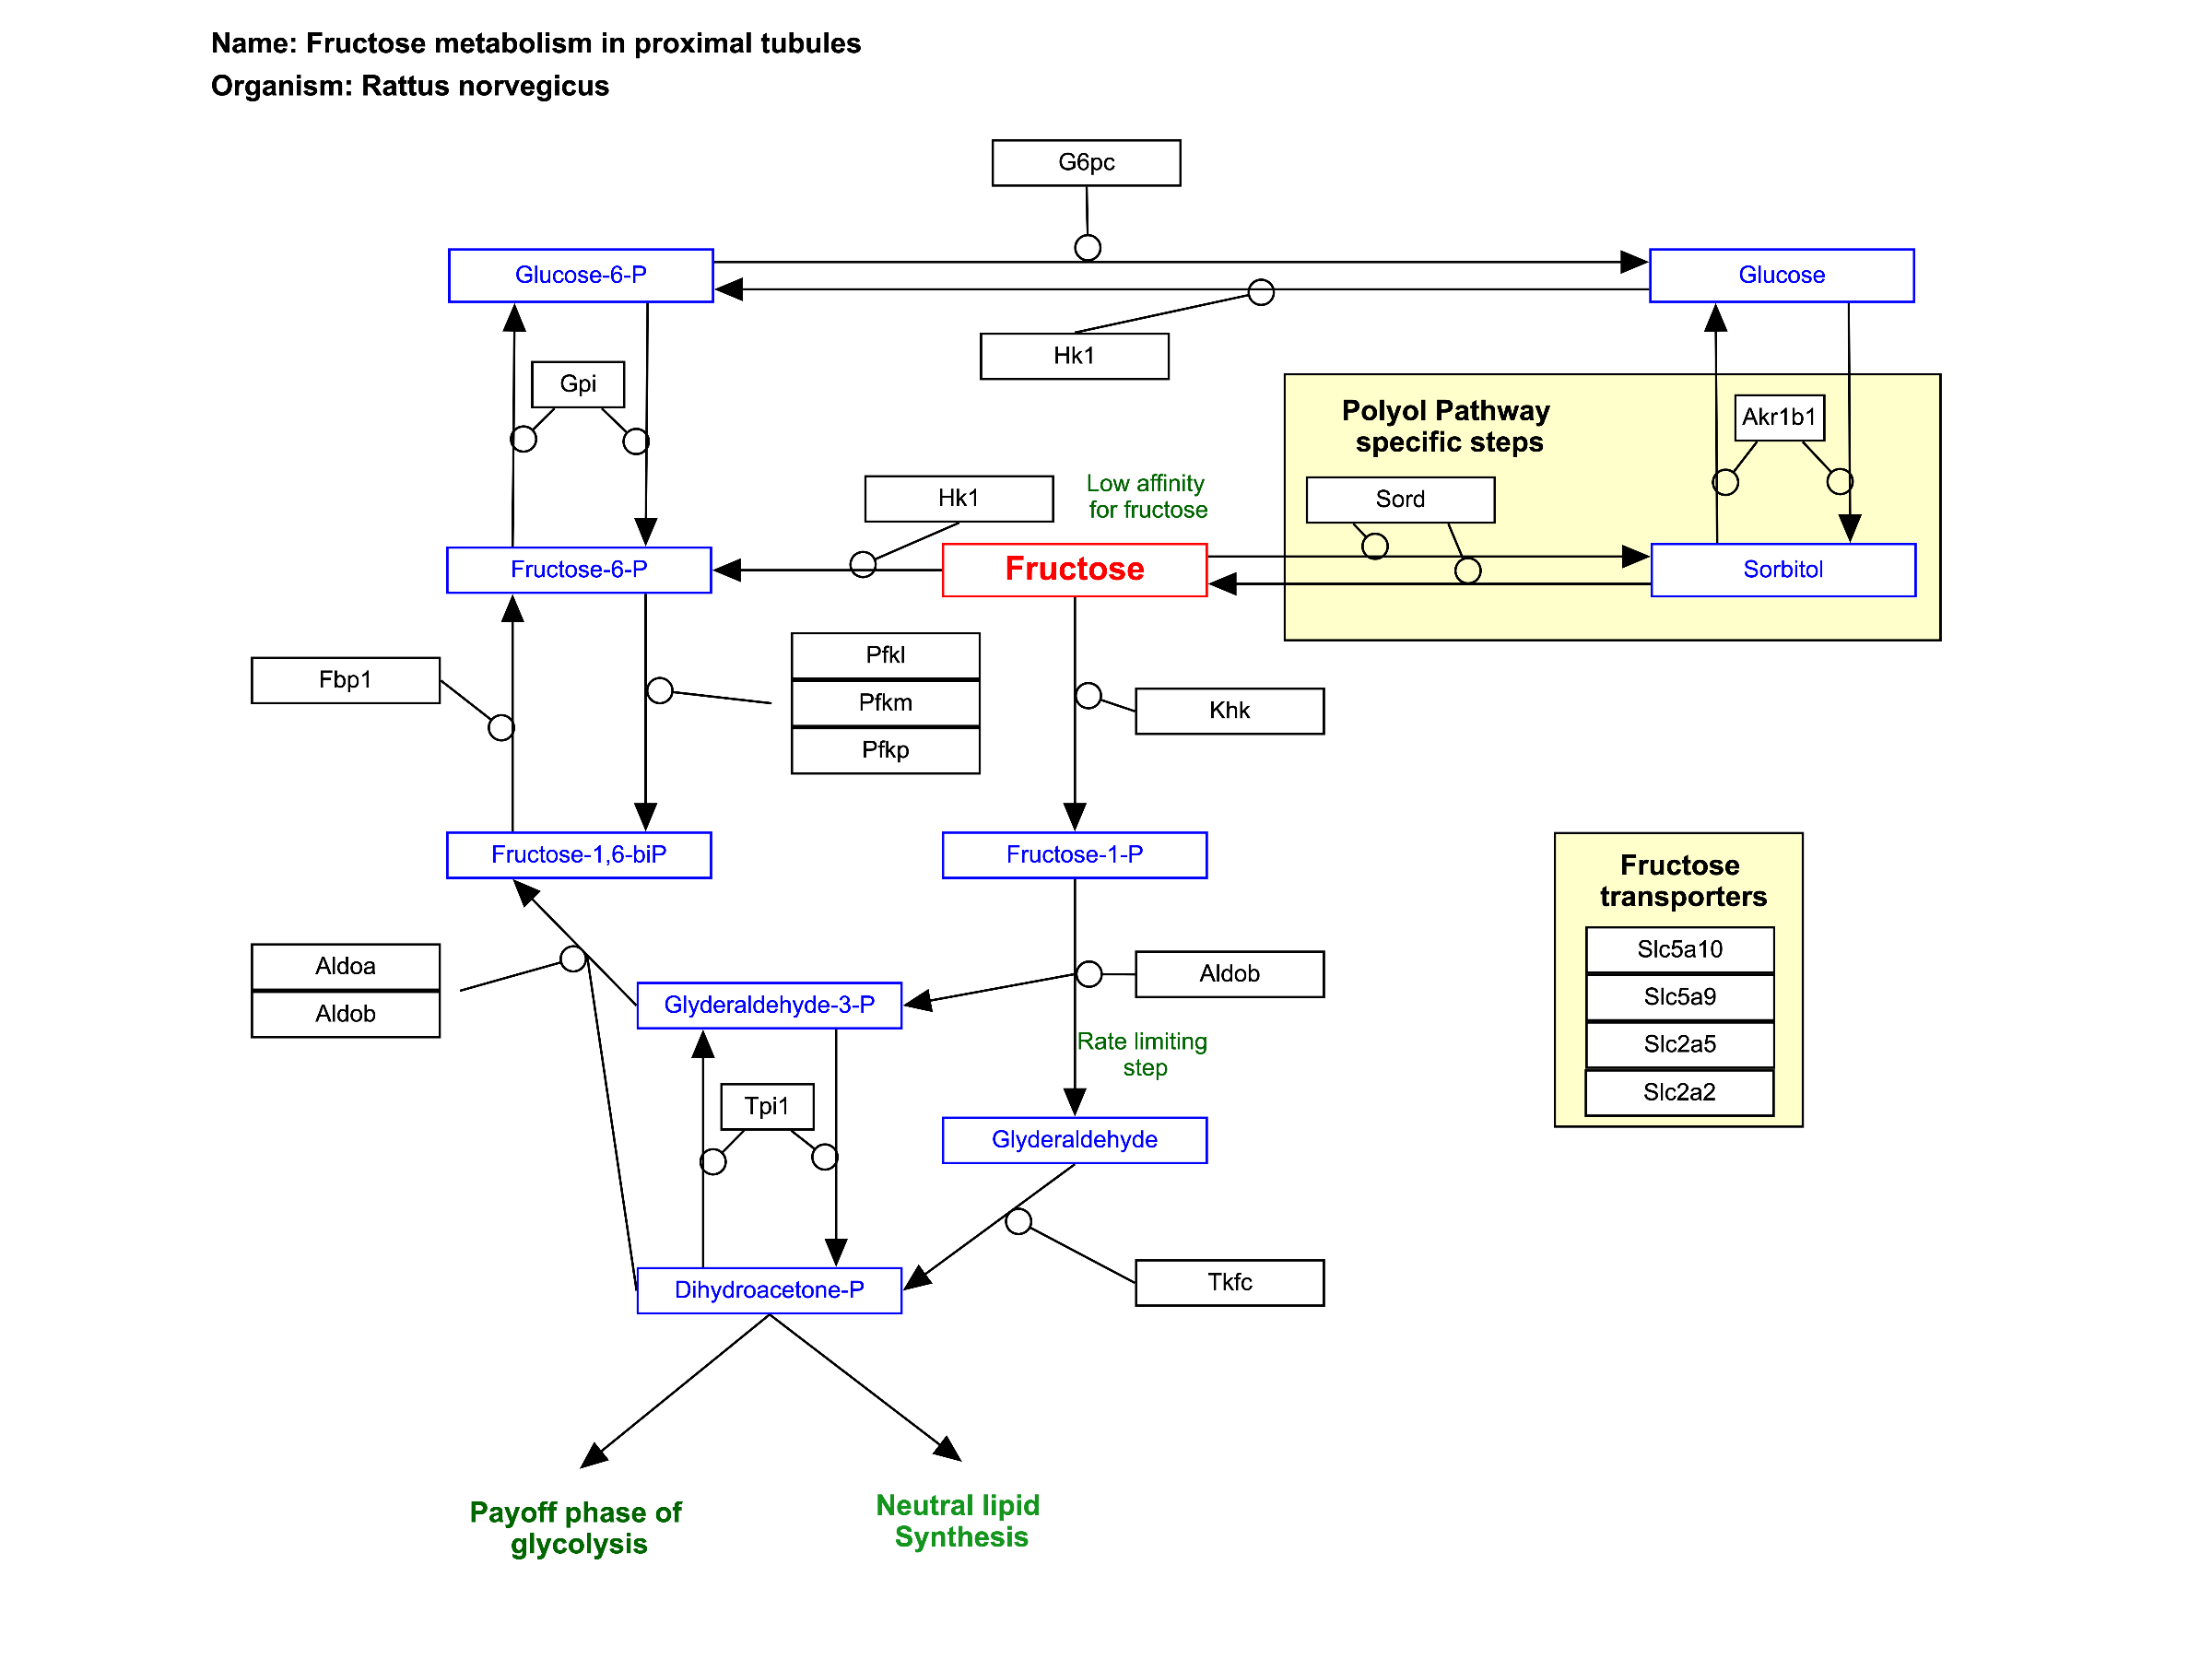 Name: Fructose metabolism in proximal tubules
Organism: Rattus norvegicus
G6pc
Glucose-6-P
Glucose
Hk1
Gpi
Polyol Pathway
specific steps
Akr1b1
Hk1
Low affinity
for fructose
Sord
Fructose-6-P
Fructose
Sorbitol
Fbp1
Pfkl
Pfkm
Pfkp
Khk
Fructose-1,6-biP
Fructose-1-P
Fructose
transporters
Slc5a10
Slc5a9
Slc2a5
Slc2a2
Aldoa
Aldob
Glyderaldehyde-3-P
Aldob
Rate limiting
step
Tpi1
Glyderaldehyde
Dihydroacetone-P
Tkfc
Payoff phase of
glycolysis
Neutral lipid
Synthesis